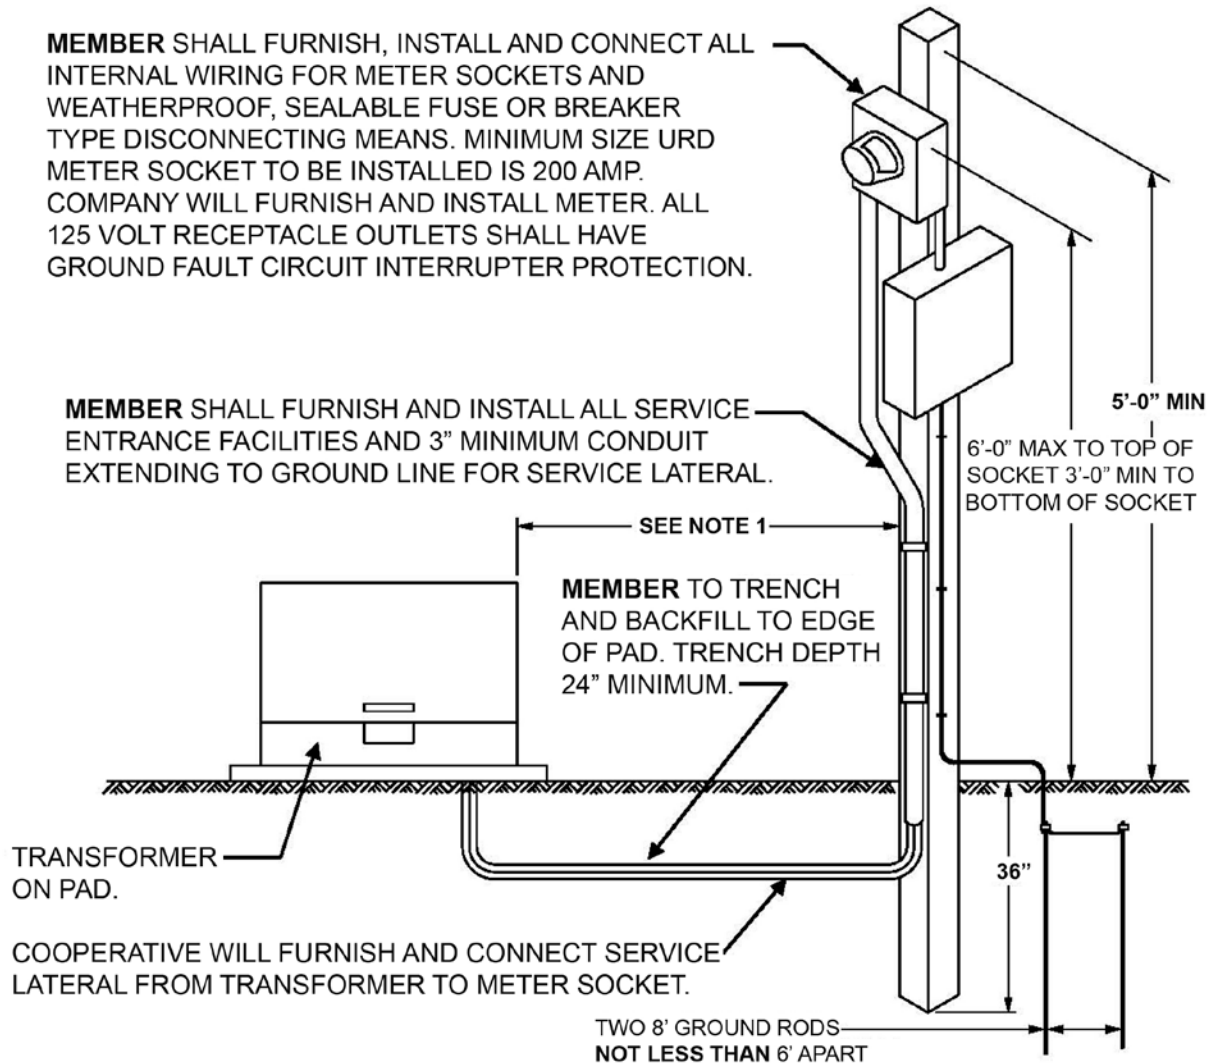 MEMBER SHALL FURNISH, INSTALL AND CONNECT ALL
INTERNAL WIRING FOR METER SOCKETS AND
WEATHERPROOF, SEALABLE FUSE OR BREAKER
TYPE DISCONNECTING MEANS. MINIMUM SIZE URD
METER SOCKET TO BE INSTALLED IS 200 AMP.
COMPANY WILL FURNISH AND INSTALL METER. ALL
125 VOLT RECEPTACLE OUTLETS SHALL HAVE
GROUND FAULT CIRCUIT INTERRUPTER PROTECTION.
MEMBER SHALL FURNISH AND INSTALL ALL SERVICE
ENTRANCE FACILITIES AND 3” MINIMUM CONDUIT
EXTENDING TO GROUND LINE FOR SERVICE LATERAL.
5’-0” MIN
6’-0” MAX TO TOP OF
SOCKET 3’-0” MIN TO
BOTTOM OF SOCKET
SEE NOTE 1
MEMBER TO TRENCH
AND BACKFILL TO EDGE
OF PAD. TRENCH DEPTH
24” MINIMUM.
TRANSFORMER
ON PAD.
36”
COOPERATIVE WILL FURNISH AND CONNECT SERVICE
LATERAL FROM TRANSFORMER TO METER SOCKET.
TWO 8’ GROUND RODS
NOT LESS THAN 6’ APART